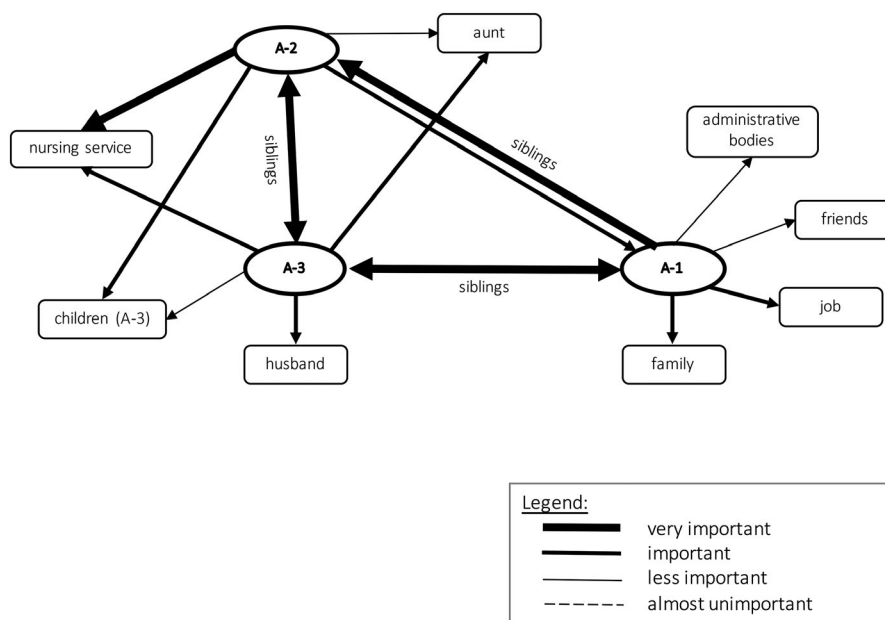 A-2
aunt
nursing service
siblings
siblings
administrative
bodies
friends
A-3
siblings
A-1
children (A-3)
job
husband
family
Legend:
very important
important
less important
almost unimportant